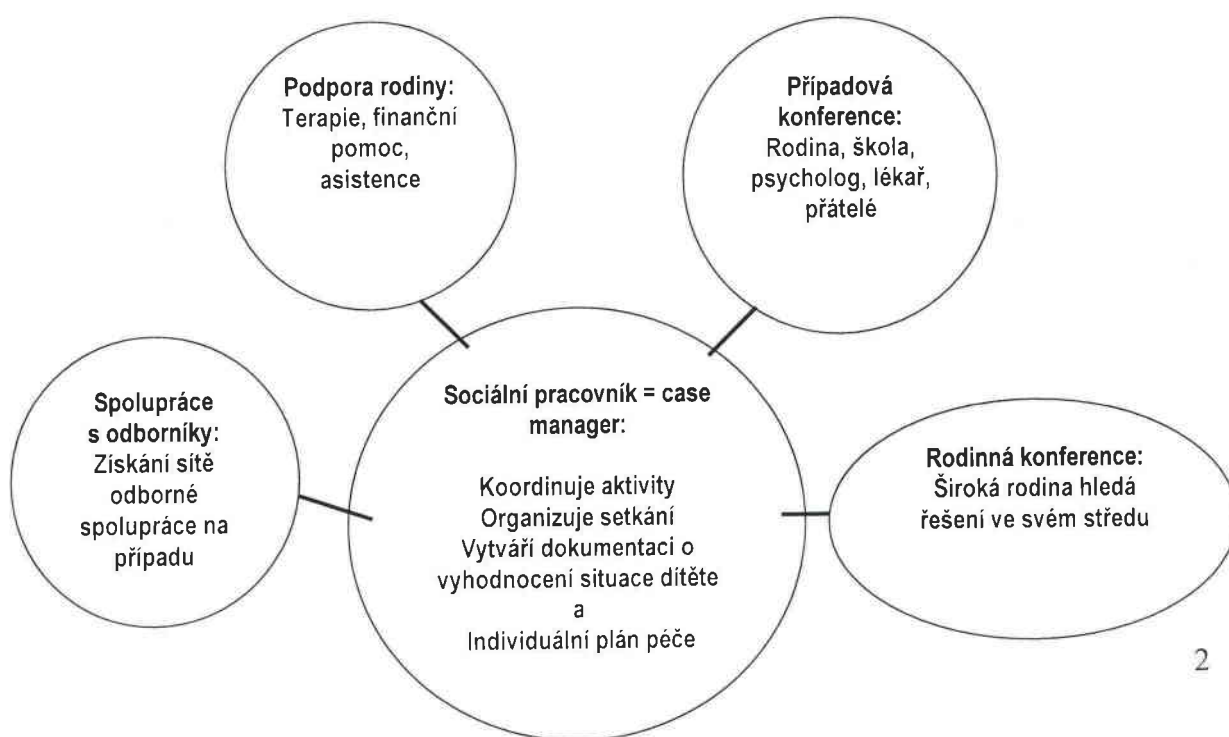 Podpora rodiny:
Terapie, finanční
pomoc,
asistence
Případová
konference:
Rodina, škola,
psycholog, lékař,
přátelé
Spolupráce
s odborníky:
Získání sítě
odborné
spolupráce na
případu
Sociální pracovník = case
manager:
Koordinuje aktivity
Organizuje setkání
Vytváří dokumentaci o
vyhodnocení situace dítěte
a
Individuální plán péče
Rodinná konference:
Široká rodina hledá
řešení ve svém středu
2